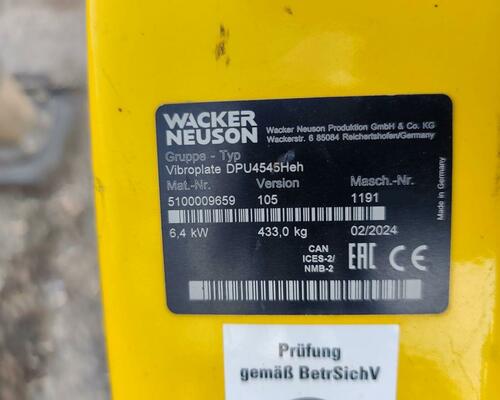 WACKER
NEUSON
Wacker Neuson Produktion GmbH & Co. KG
Wackerstr. 6 85084 Reichertshofen/Germany
Gruppe - Typ
Vibroplate DPU4545Heh
Mat.-Nr. Version Masch.-Nr.
5100009659 105 1191
6,4 kW 433,0 kg 02/2024
CAN
ICES-2/
NMB-2
EAC CE
Made in Germany
Prüfung
gemäß BetrSichV